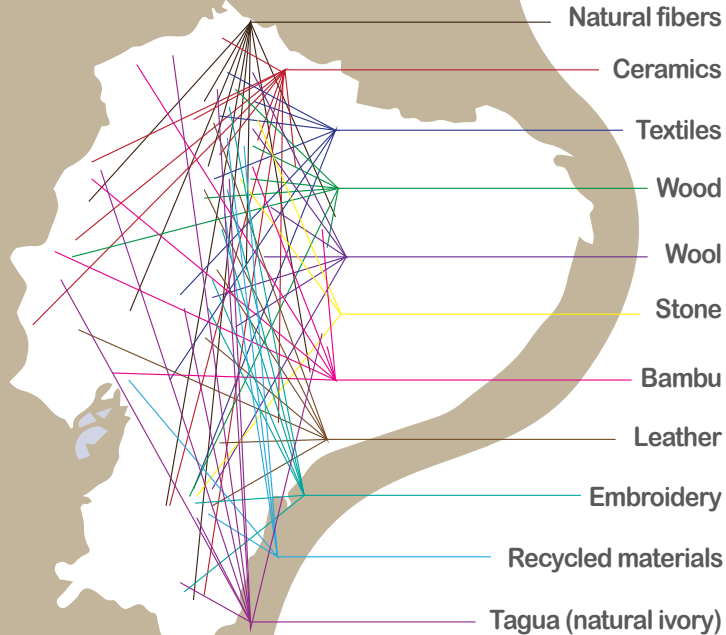 Natural fibers
Ceramics
Textiles
Wood
Wool
Stone
Bambu
Leather
Embroidery
Recycled materials
Tagua (natural ivory)